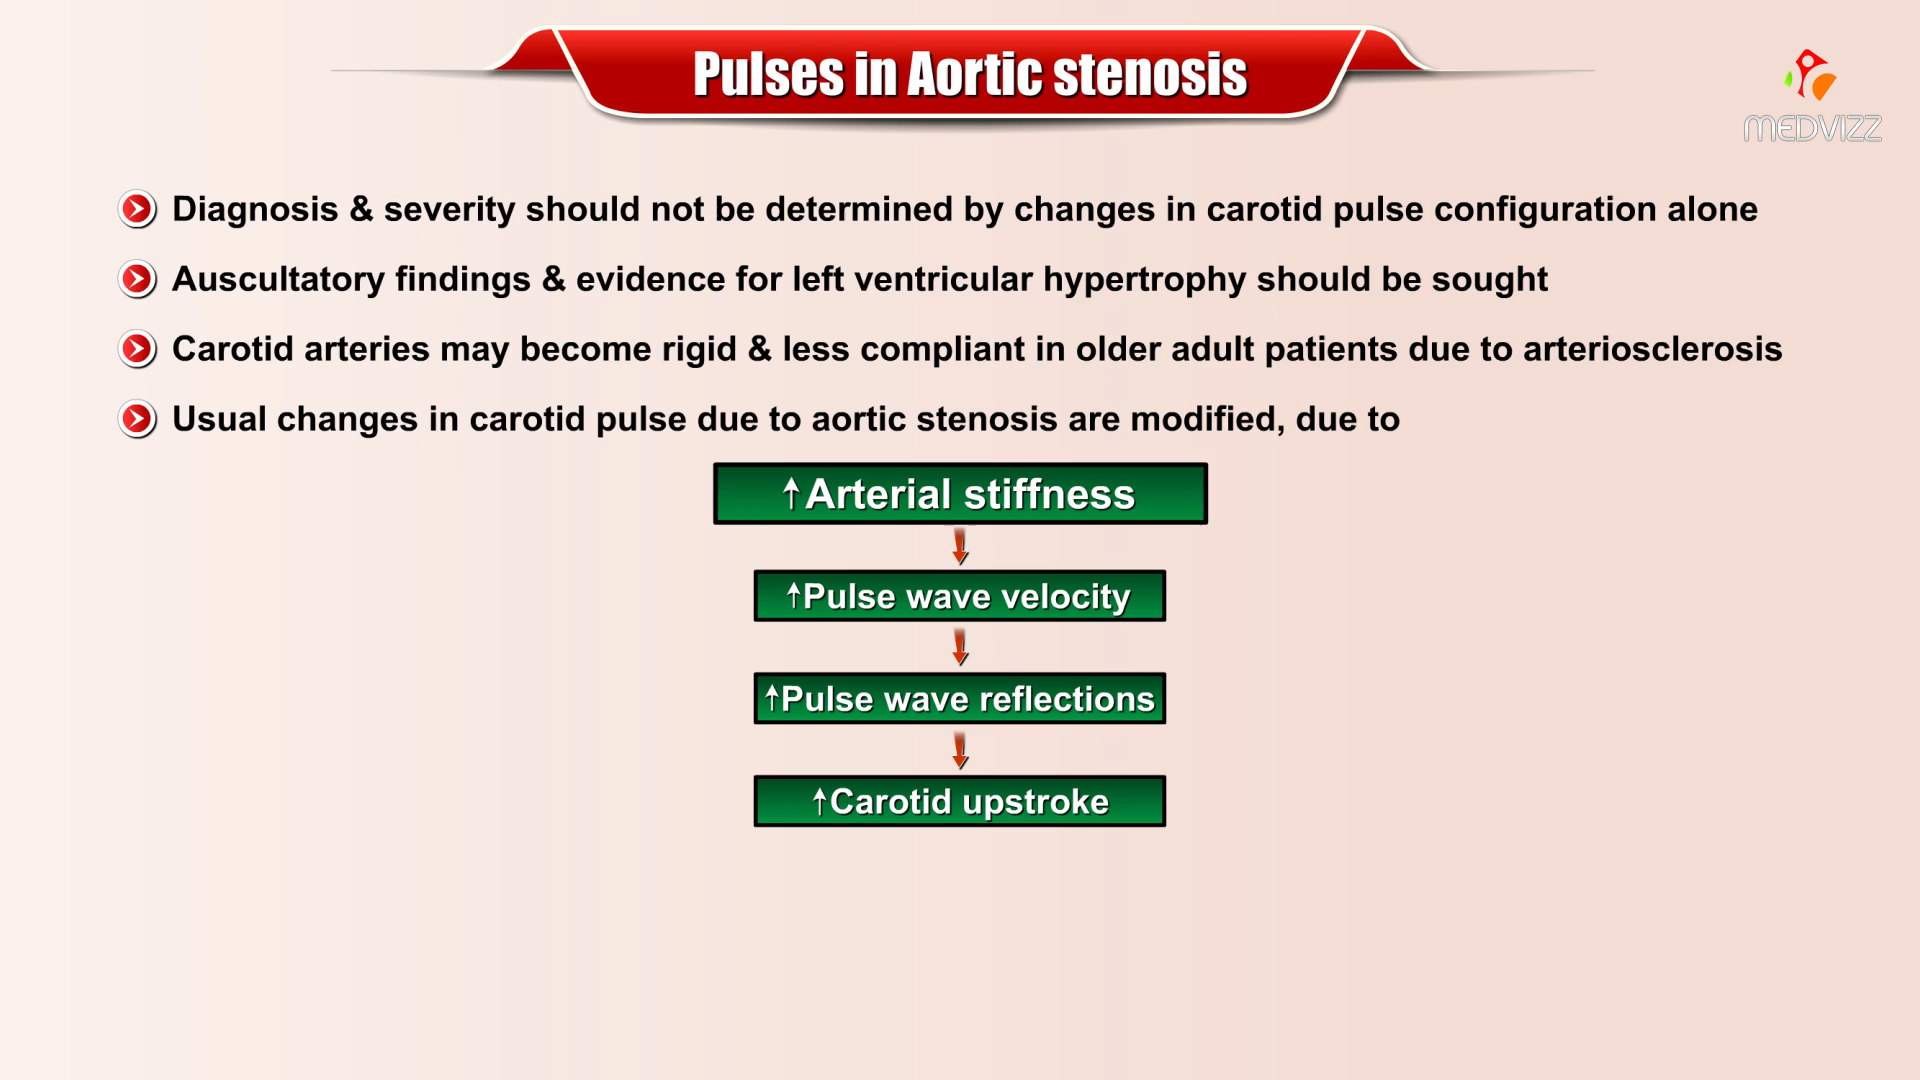 Pulses in Aortic stenosis
MEDVIZZ
Diagnosis & severity should not be determined by changes in carotid pulse configuration alone
Auscultatory findings & evidence for left ventricular hypertrophy should be sought
Carotid arteries may become rigid & less compliant in older adult patients due to arteriosclerosis
Usual changes in carotid pulse due to aortic stenosis are modified, due to
↑Arterial stiffness
↑Pulse wave velocity
↑Pulse wave reflections
↑Carotid upstroke